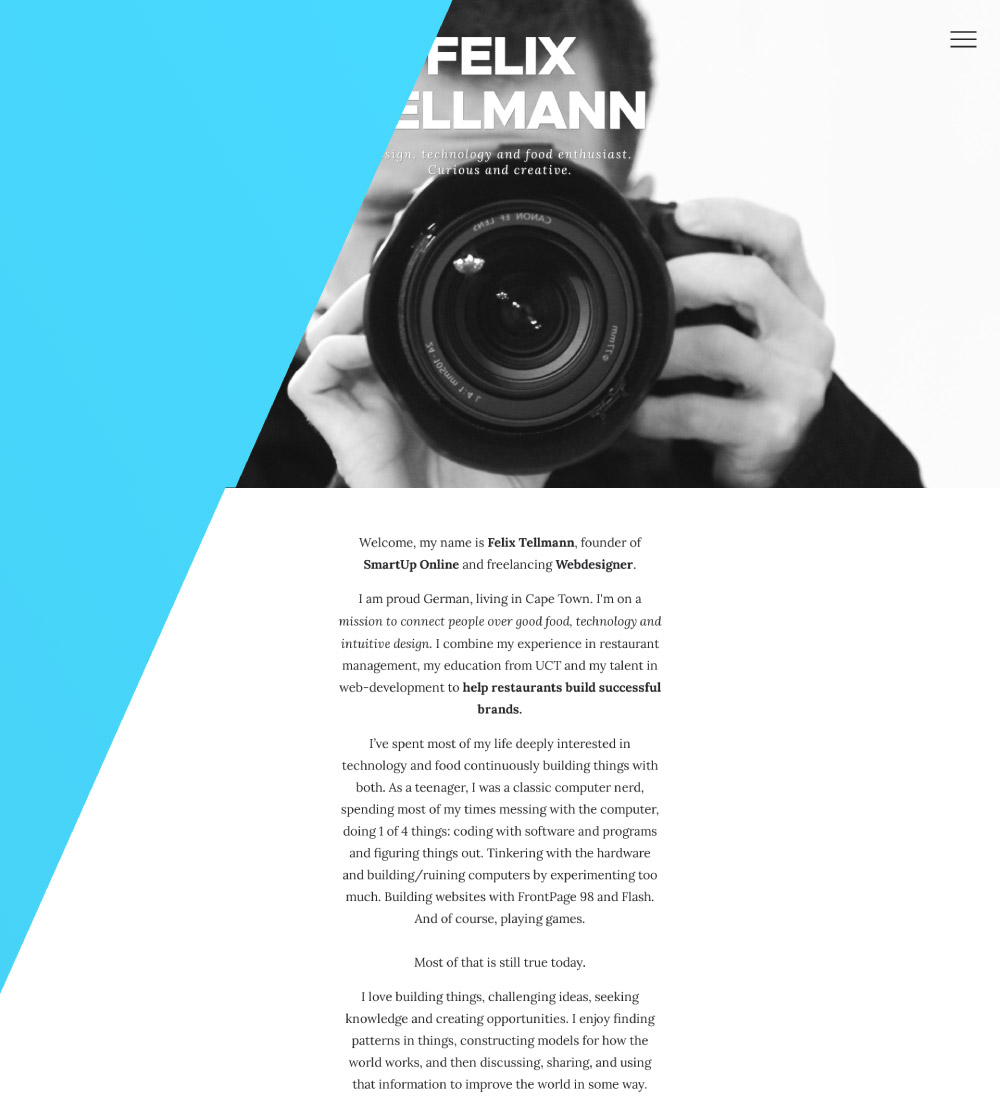 FELIX
ELLMANN
sign, technology and food enthusiast.
Curious and creative.
CANON EF LENS
24-105mm 1:4 L
ø77mm
Welcome, my name is Felix Tellmann, founder of
SmartUp Online and freelancing Webdesigner.
I am proud German, living in Cape Town. I'm on a
mission to connect people over good food, technology and
intuitive design. I combine my experience in restaurant
management, my education from UCT and my talent in
web-development to help restaurants build successful
brands.
I've spent most of my life deeply interested in
technology and food continuously building things with
both. As a teenager, I was a classic computer nerd,
spending most of my times messing with the computer,
doing 1 of 4 things: coding with software and programs
and figuring things out. Tinkering with the hardware
and building/ruining computers by experimenting too
much. Building websites with FrontPage 98 and Flash.
And of course, playing games.
Most of that is still true today.
I love building things, challenging ideas, seeking
knowledge and creating opportunities. I enjoy finding
patterns in things, constructing models for how the
world works, and then discussing, sharing, and using
that information to improve the world in some way.